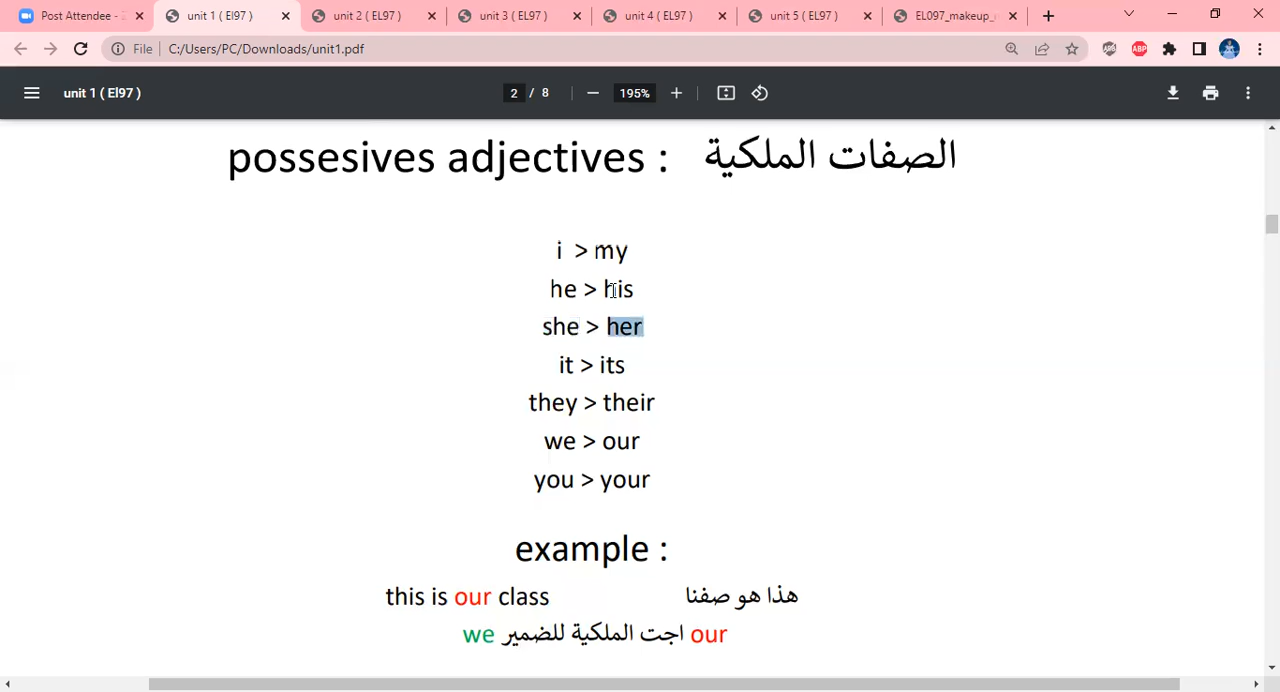 Post Attendee - Z
unit 1 ( El97 )
unit 2 ( EL97 )
unit 3 ( EL97 )
unit 4 ( EL97 )
unit 5 ( EL97 )
EL097_makeup_
File C:/Users/PC/Downloads/unit1.pdf
ABP
unit 1 ( El97 )
2 / 8
195%
possesives adjectives : الصفات الملكية
i > my
he > his
she > her
it > its
they > their
we > our
you > your
example :
this is our class هذا هو صفنا
our اجت الملكية للضمير we